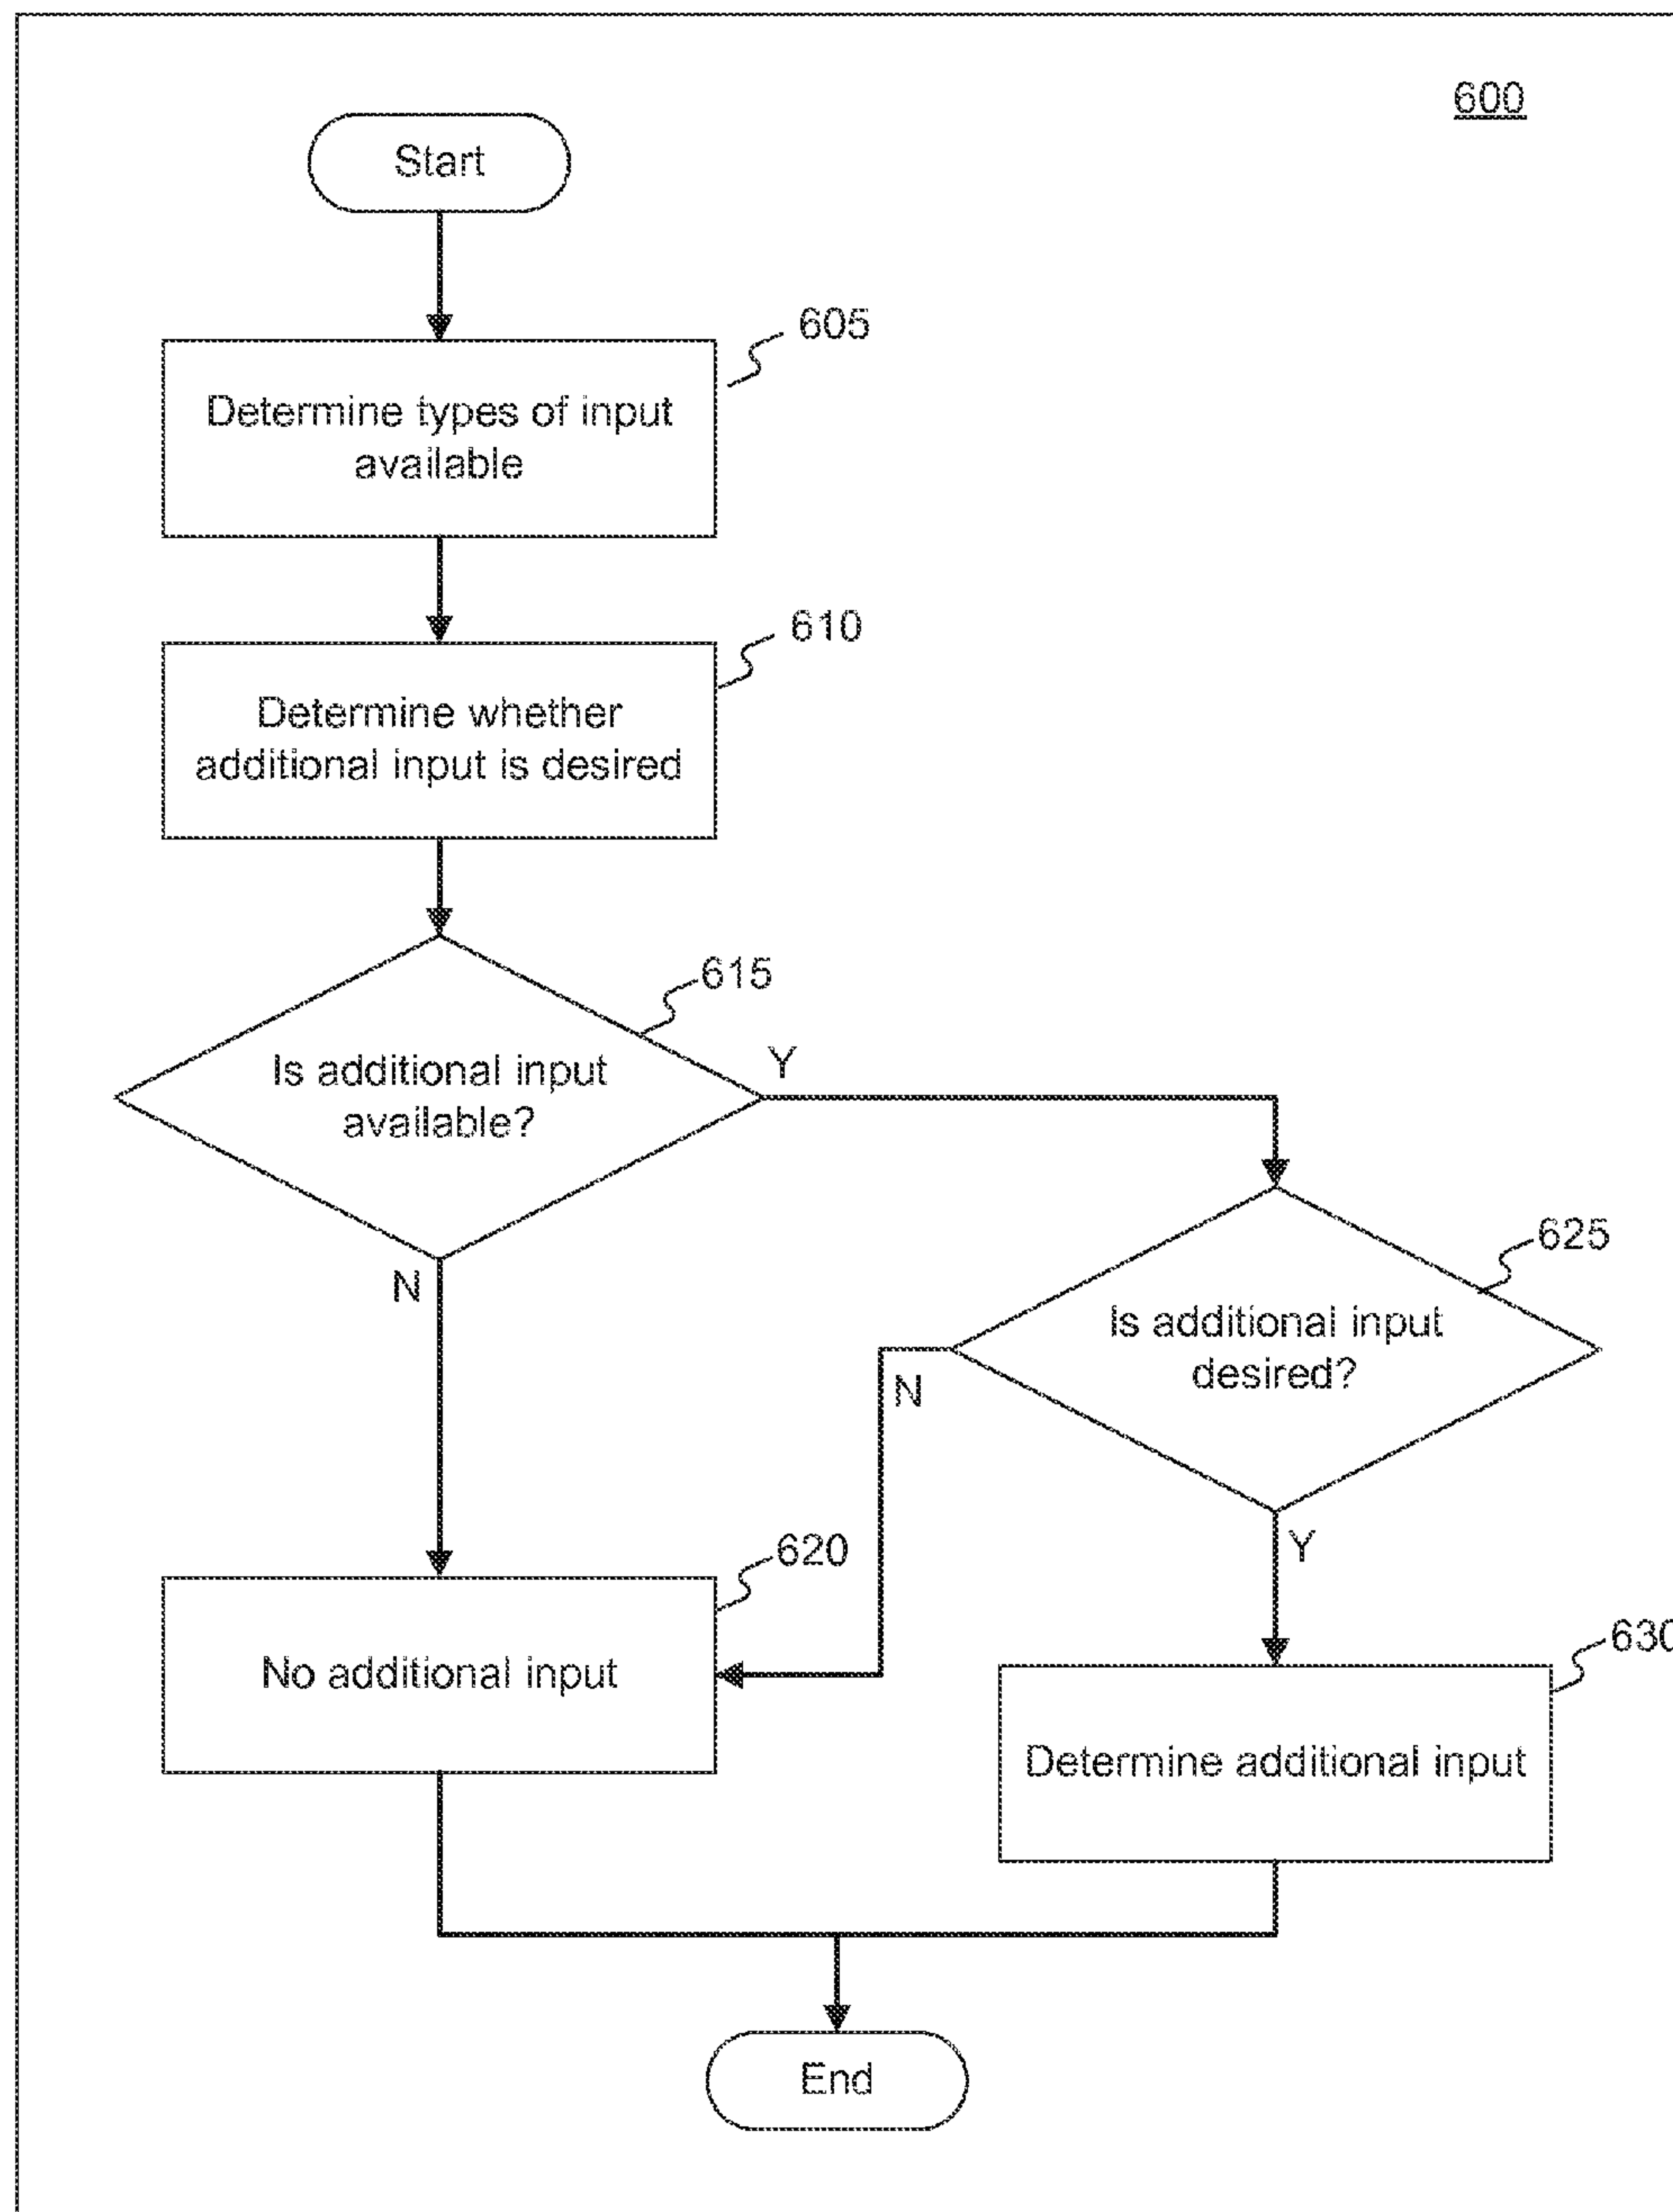 600
Start
605
Determine types of input
available
610
Determine whether
additional input is desired
615
Is additional input
available?
Y
N
625
Is additional input
desired?
N
Y
620
No additional input
630
Determine additional input
End